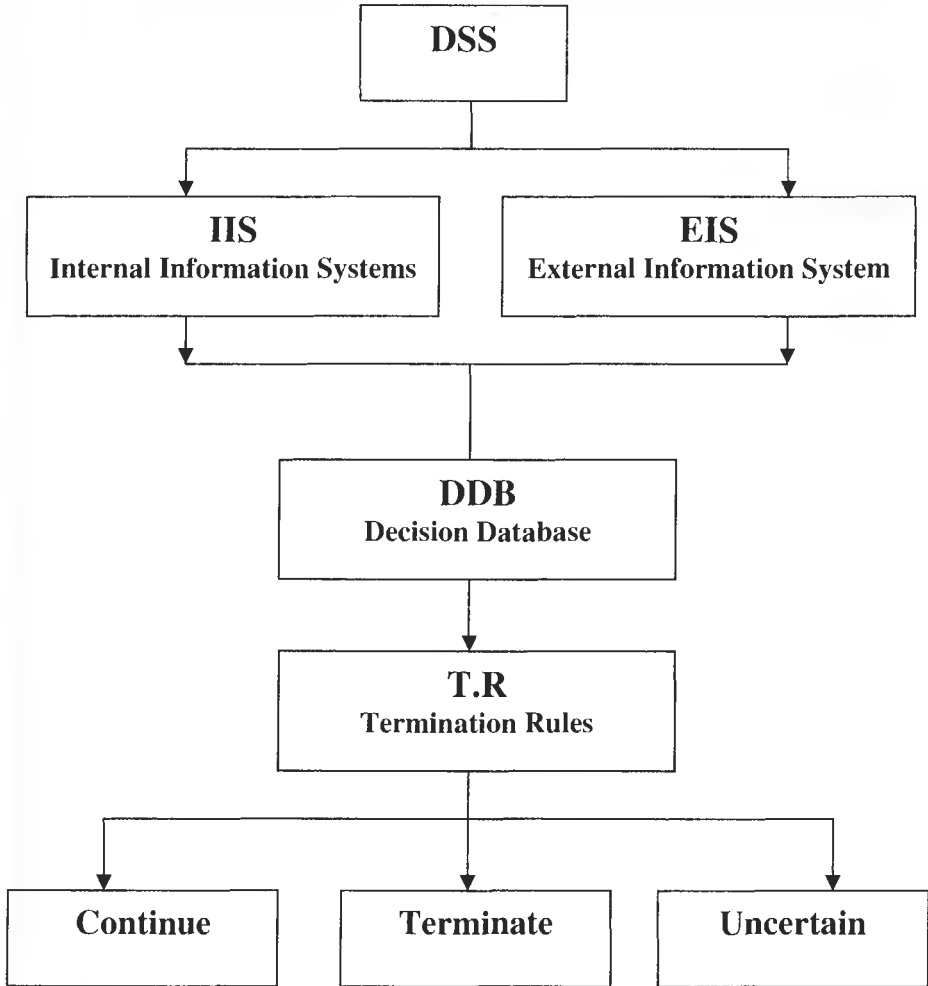 DSS
IIS
Internal Information Systems
EIS
External Information System
DDB
Decision Database
T.R
Termination Rules
Continue
Terminate
Uncertain